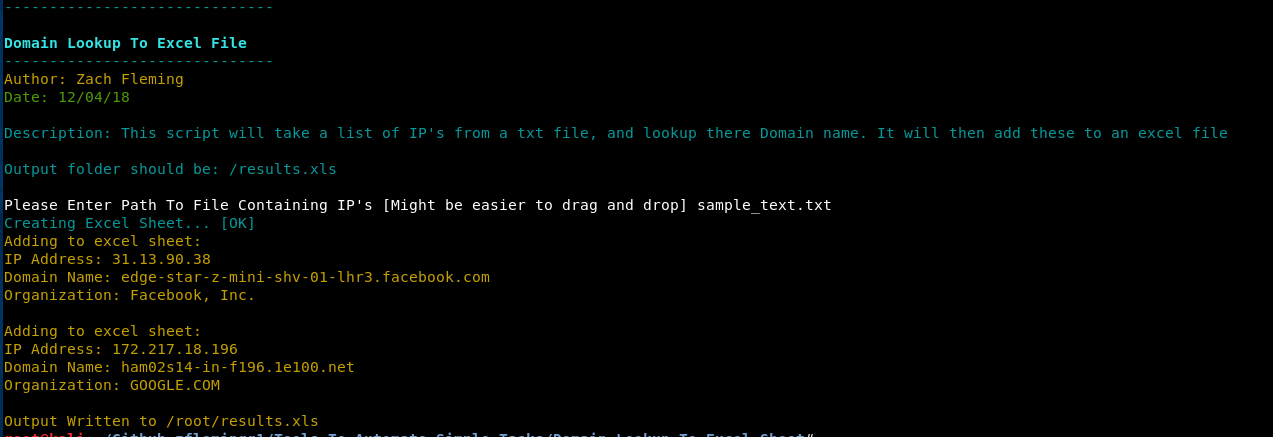 ------------------------------
Domain Lookup To Excel File
------------------------------
Author: Zach Fleming
Date: 12/04/18
Description: This script will take a list of IP's from a txt file, and lookup there Domain name. It will then add these to an excel file
Output folder should be: /results.xls
Please Enter Path To File Containing IP's [Might be easier to drag and drop] sample_text.txt
Creating Excel Sheet... [OK]
Adding to excel sheet:
IP Address: 31.13.90.38
Domain Name: edge-star-z-mini-shv-01-lhr3.facebook.com
Organization: Facebook, Inc.
Adding to excel sheet:
IP Address: 172.217.18.196
Domain Name: ham02s14-in-f196.1e100.net
Organization: GOOGLE.COM
Output Written to /root/results.xls